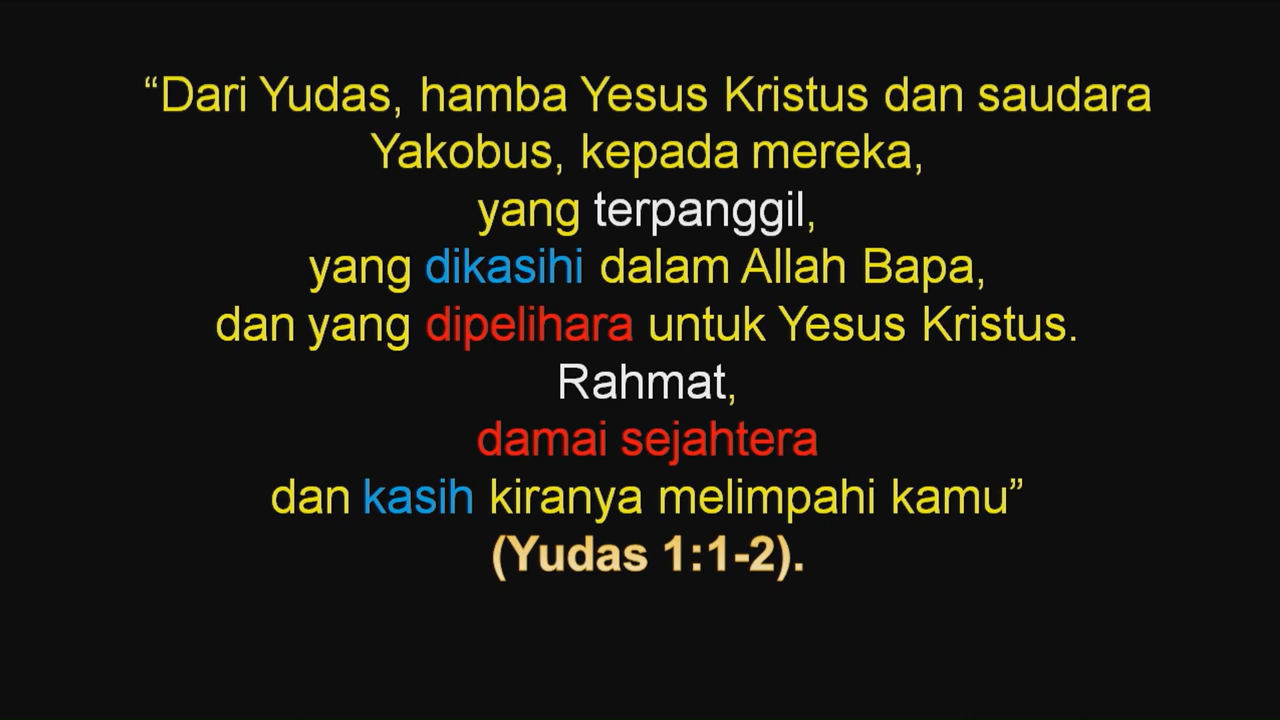 “Dari Yudas, hamba Yesus Kristus dan saudara
Yakobus, kepada mereka,
yang terpanggil,
yang dikasihi dalam Allah Bapa,
dan yang dipelihara untuk Yesus Kristus.
Rahmat,
damai sejahtera
dan kasih kiranya melimpahi kamu”
(Yudas 1:1-2).